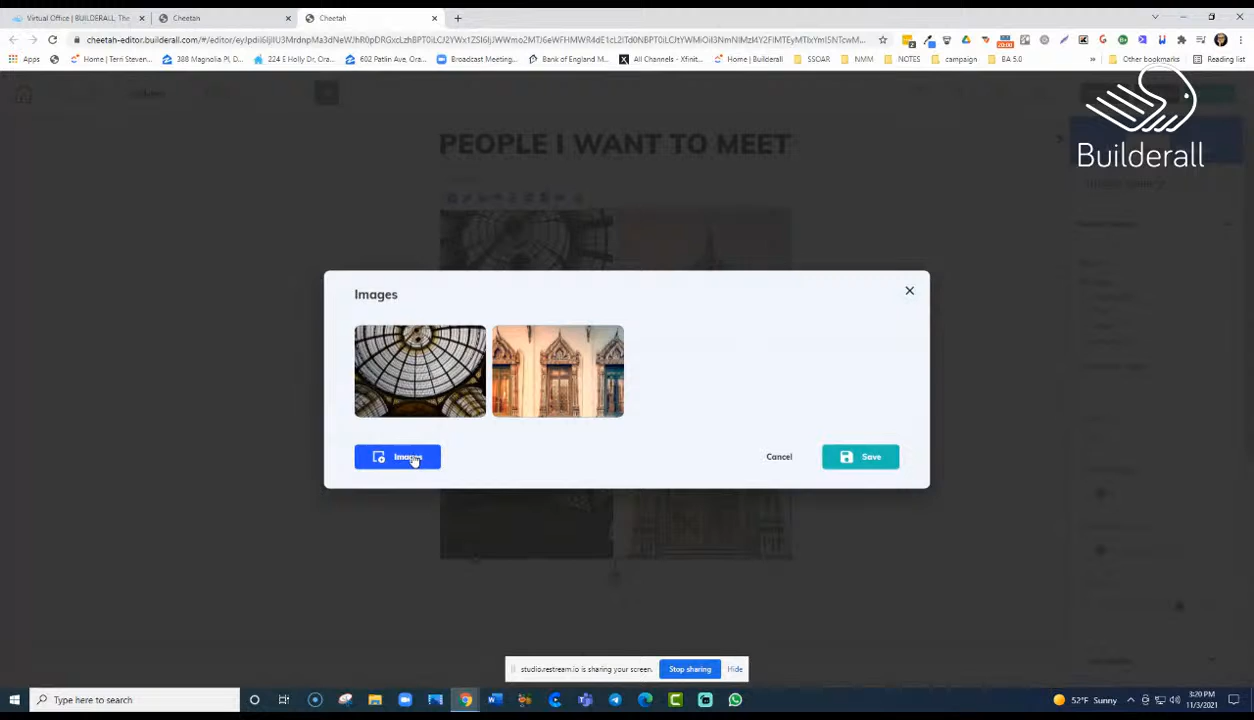 Virtual Office | BUILDERALL, The
Cheetah
Cheetah
Apps
Home | Terri Steven...
388 Magnolia Pl, D...
224 E Holly Dr, Ora...
602 Patin Ave, Ora...
Broadcast Meeting...
Bank of England M...
All Channels - Xfinit...
Home | Builderall
SSOAR
NMM
NOTES
campaign
BA 5.0
»
Other bookmarks
Reading list
PEOPLE I WANT TO MEET
Builderall
Images
Images
Cancel
Save
studio.restream.io is sharing your screen.
Stop sharing
Hide
Type here to search
52°F Sunny
3:20 PM
11/3/2021